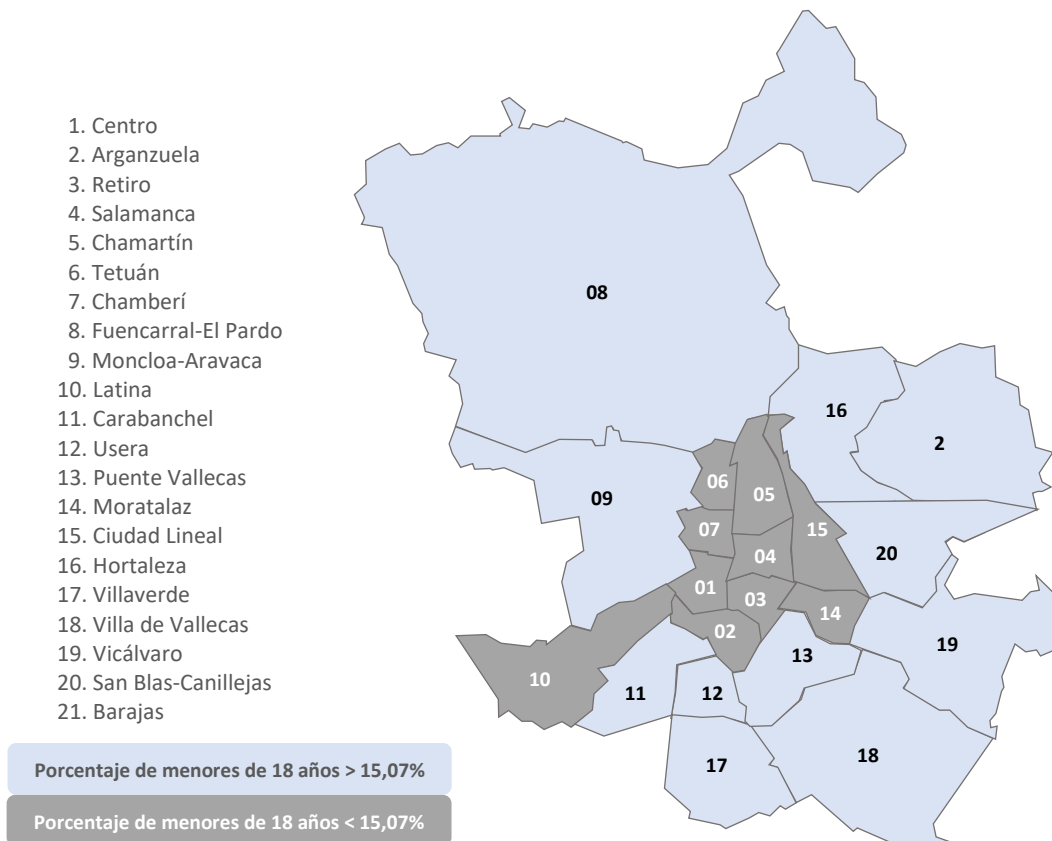 1. Centro
2. Arganzuela
3. Retiro
4. Salamanca
5. Chamartín
6. Tetuán
7. Chamberí
8. Fuencarral-El Pardo
9. Moncloa-Aravaca
10. Latina
11. Carabanchel
12. Usera
13. Puente Vallecas
14. Moratalaz
15. Ciudad Lineal
16. Hortaleza
17. Villaverde
18. Villa de Vallecas
19. Vicálvaro
20. San Blas-Canillejas
21. Barajas
Porcentaje de menores de 18 años > 15,07%
Porcentaje de menores de 18 años < 15,07%
08
16
2
06
05
09
07
15
04
20
01
03
14
02
19
13
10
11
12
17
18